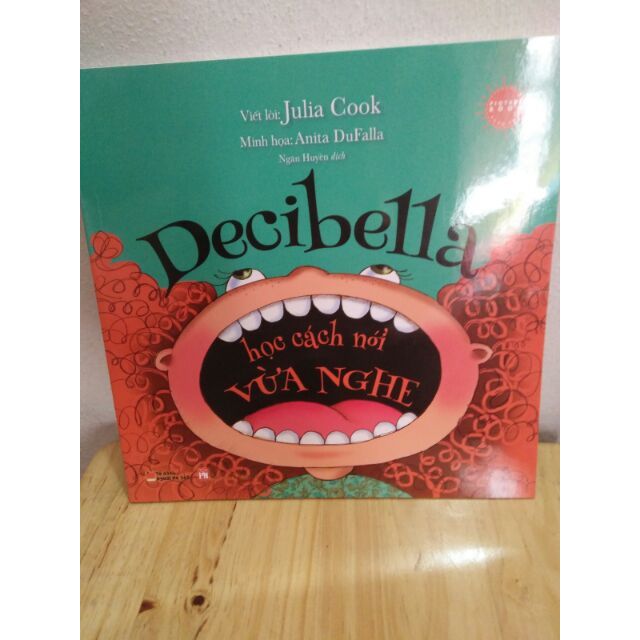 Viết lời: Julia Cook
Minh họa: Anita DuFalla
Ngân Huyền dịch
Decibella
học cách nói
VỪA NGHE